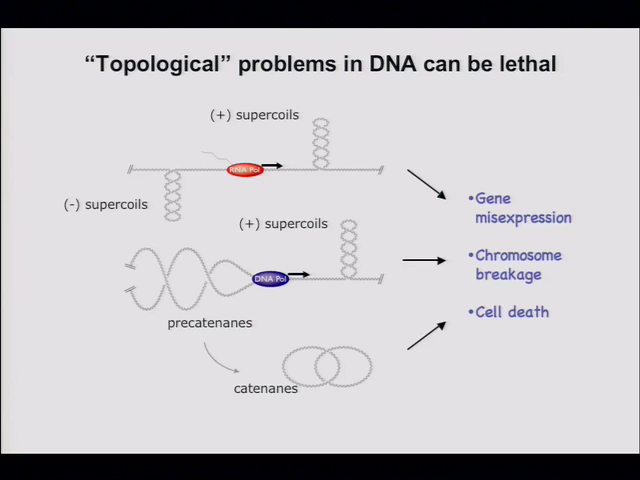 “Topological” problems in DNA can be lethal
(+) supercoils
RNA Pol
(-) supercoils
(+) supercoils
DNA Pol
precatenanes
catenanes
•Gene
misexpression
•Chromosome
breakage
•Cell death